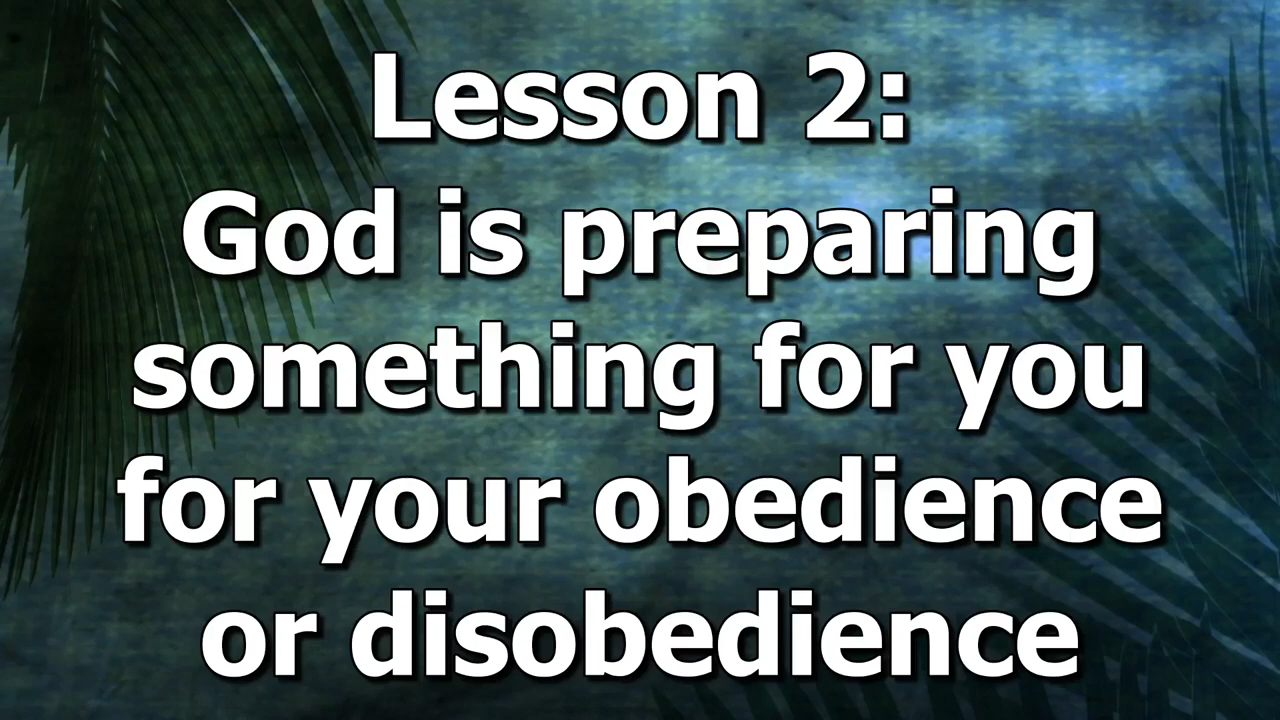 Lesson 2:
God is preparing
something for you
for your obedience
or disobedience